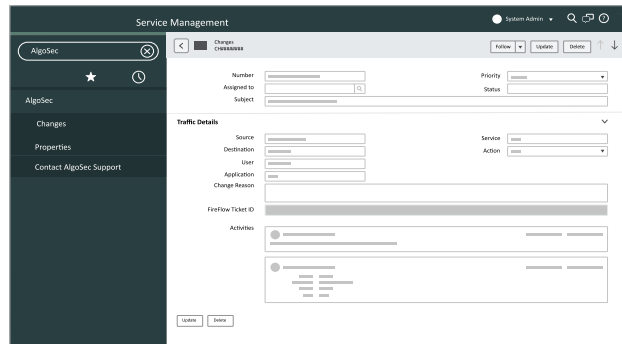 Service Management
System Admin
AlgoSec
AlgoSec
Changes
Properties
Contact AlgoSec Support
Changes
CH######
Follow
Update
Delete
Number
Priority
Assigned to
Status
Subject
Traffic Details
Source
Service
Destination
Action
User
Application
Change Reason
FireFlow Ticket ID
Activities
Update
Delete